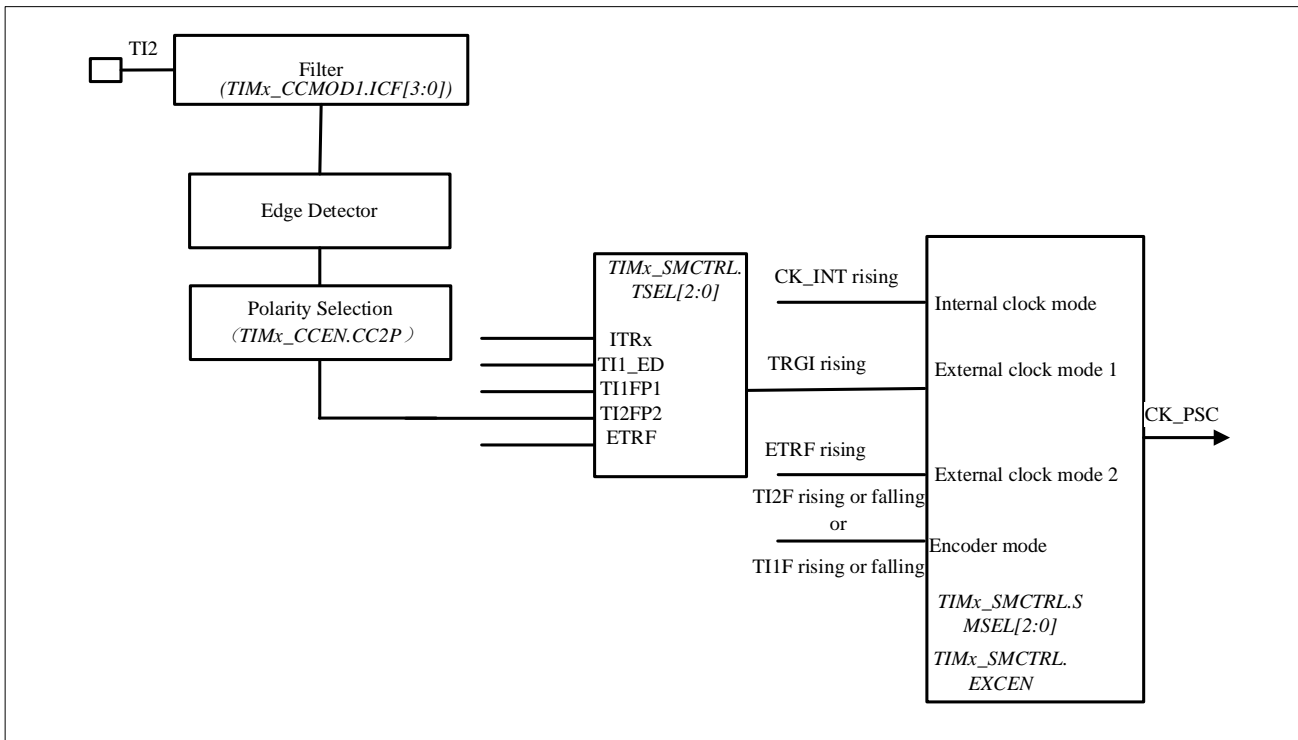 TI2
Filter
(TIMx_CCMOD1.ICF[3:0])
Edge Detector
Polarity Selection
（TIMx_CCEN.CC2P）
TIMx_SMCTRL.
TSEL[2:0]
ITRx
TI1_ED
TI1FP1
TI2FP2
ETRF
CK_INT rising
TRGI rising
ETRF rising
TI2F rising or falling
or
TI1F rising or falling
Internal clock mode
External clock mode 1
External clock mode 2
Encoder mode
TIMx_SMCTRL.S
MSEL[2:0]
TIMx_SMCTRL.
EXCEN
CK_PSC